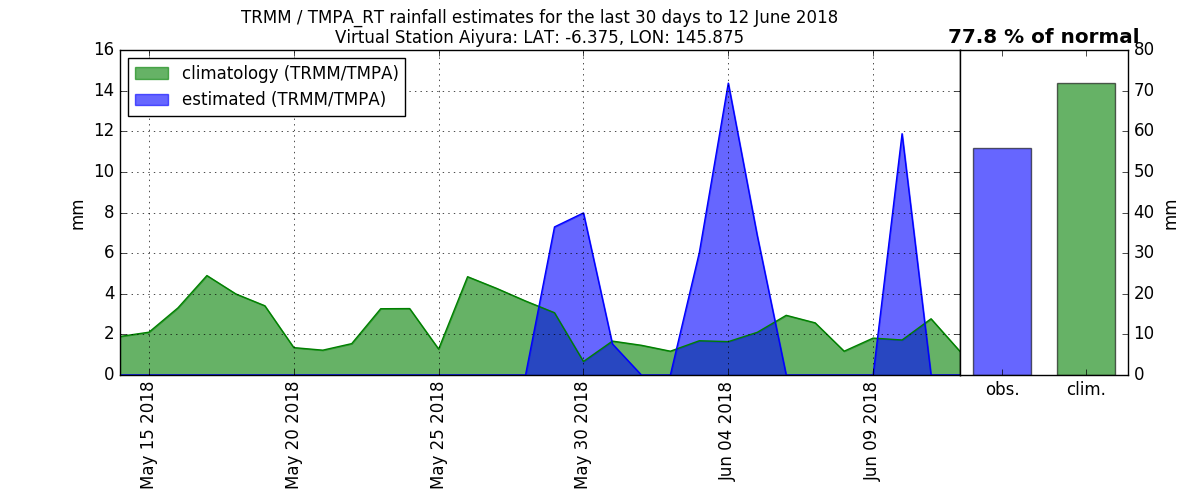 TRMM / TMPA_RT rainfall estimates for the last 30 days to 12 June 2018
Virtual Station Aiyura: LAT: -6.375, LON: 145.875
77.8 % of normal
climatology (TRMM/TMPA)
estimated (TRMM/TMPA)
16
14
12
10
8
6
4
2
0
mm
May 15 2018
May 20 2018
May 25 2018
May 30 2018
Jun 04 2018
Jun 09 2018
80
70
60
50
40
30
20
10
0
mm
obs.
clim.